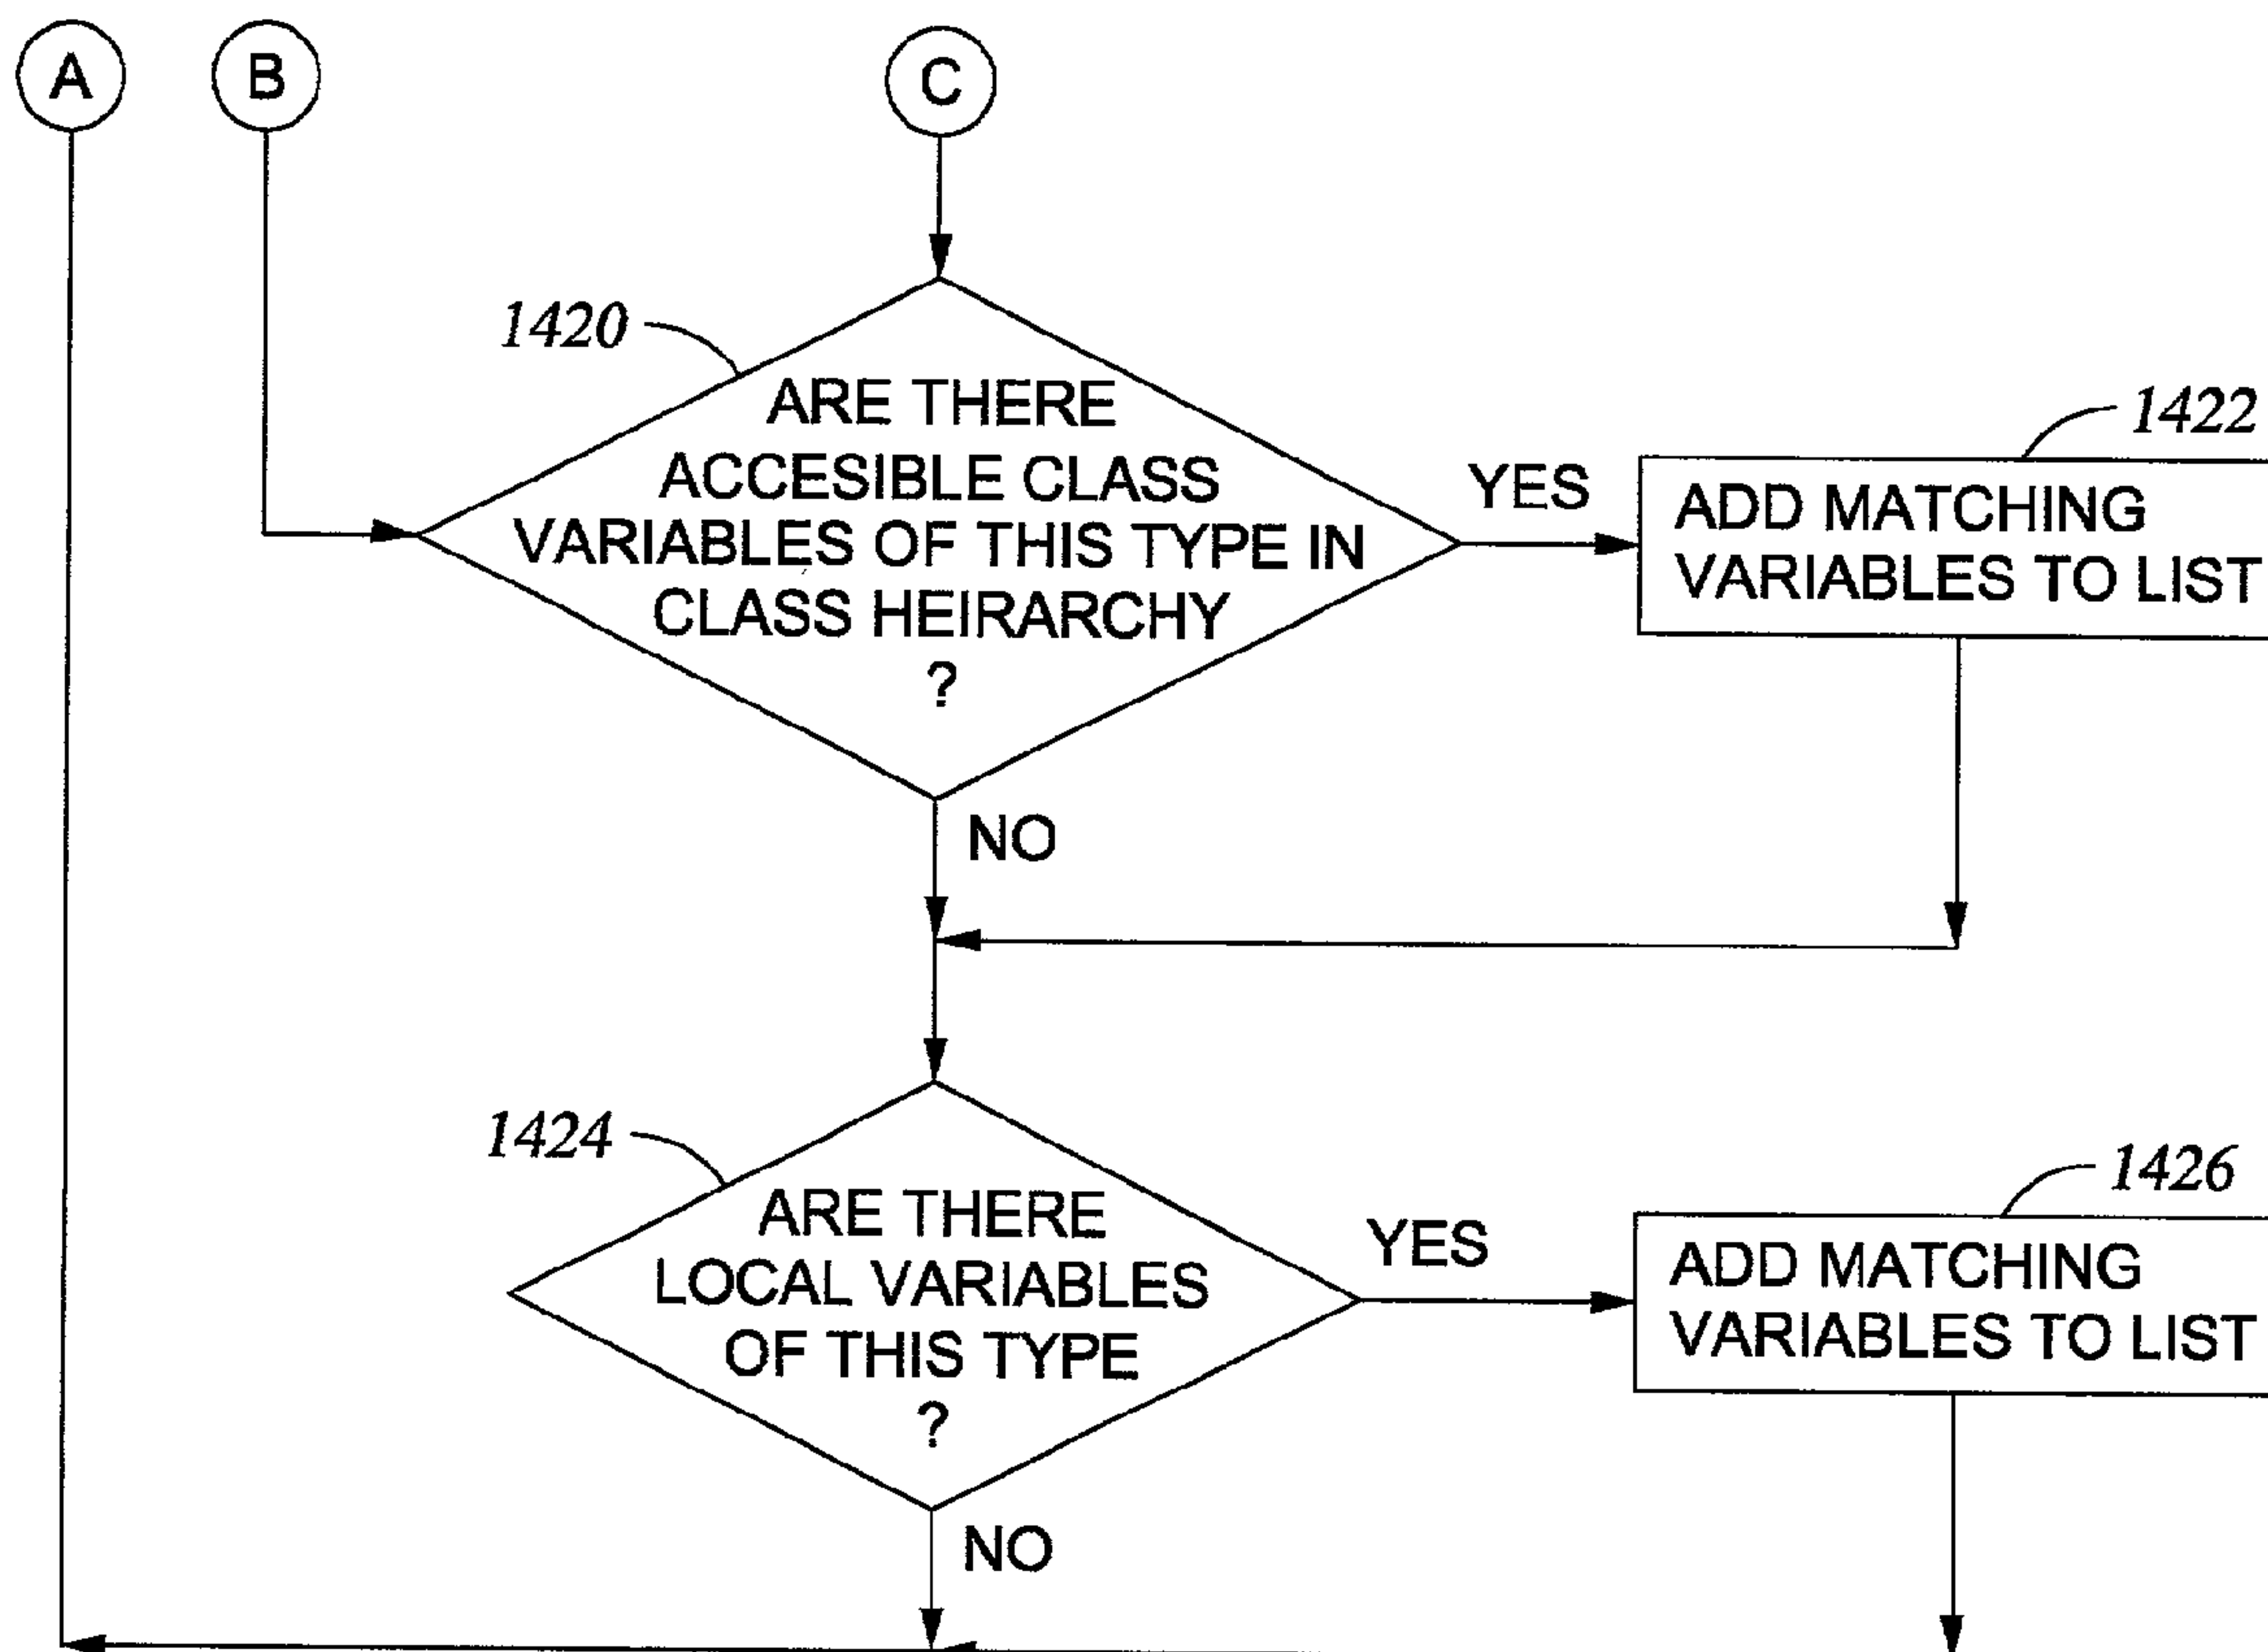 A
B
C
1420
ARE THERE
ACCESIBLE CLASS
VARIABLES OF THIS TYPE IN
CLASS HEIRARCHY
?
YES
1422
ADD MATCHING
VARIABLES TO LIST
NO
1424
ARE THERE
LOCAL VARIABLES
OF THIS TYPE
?
YES
1426
ADD MATCHING
VARIABLES TO LIST
NO